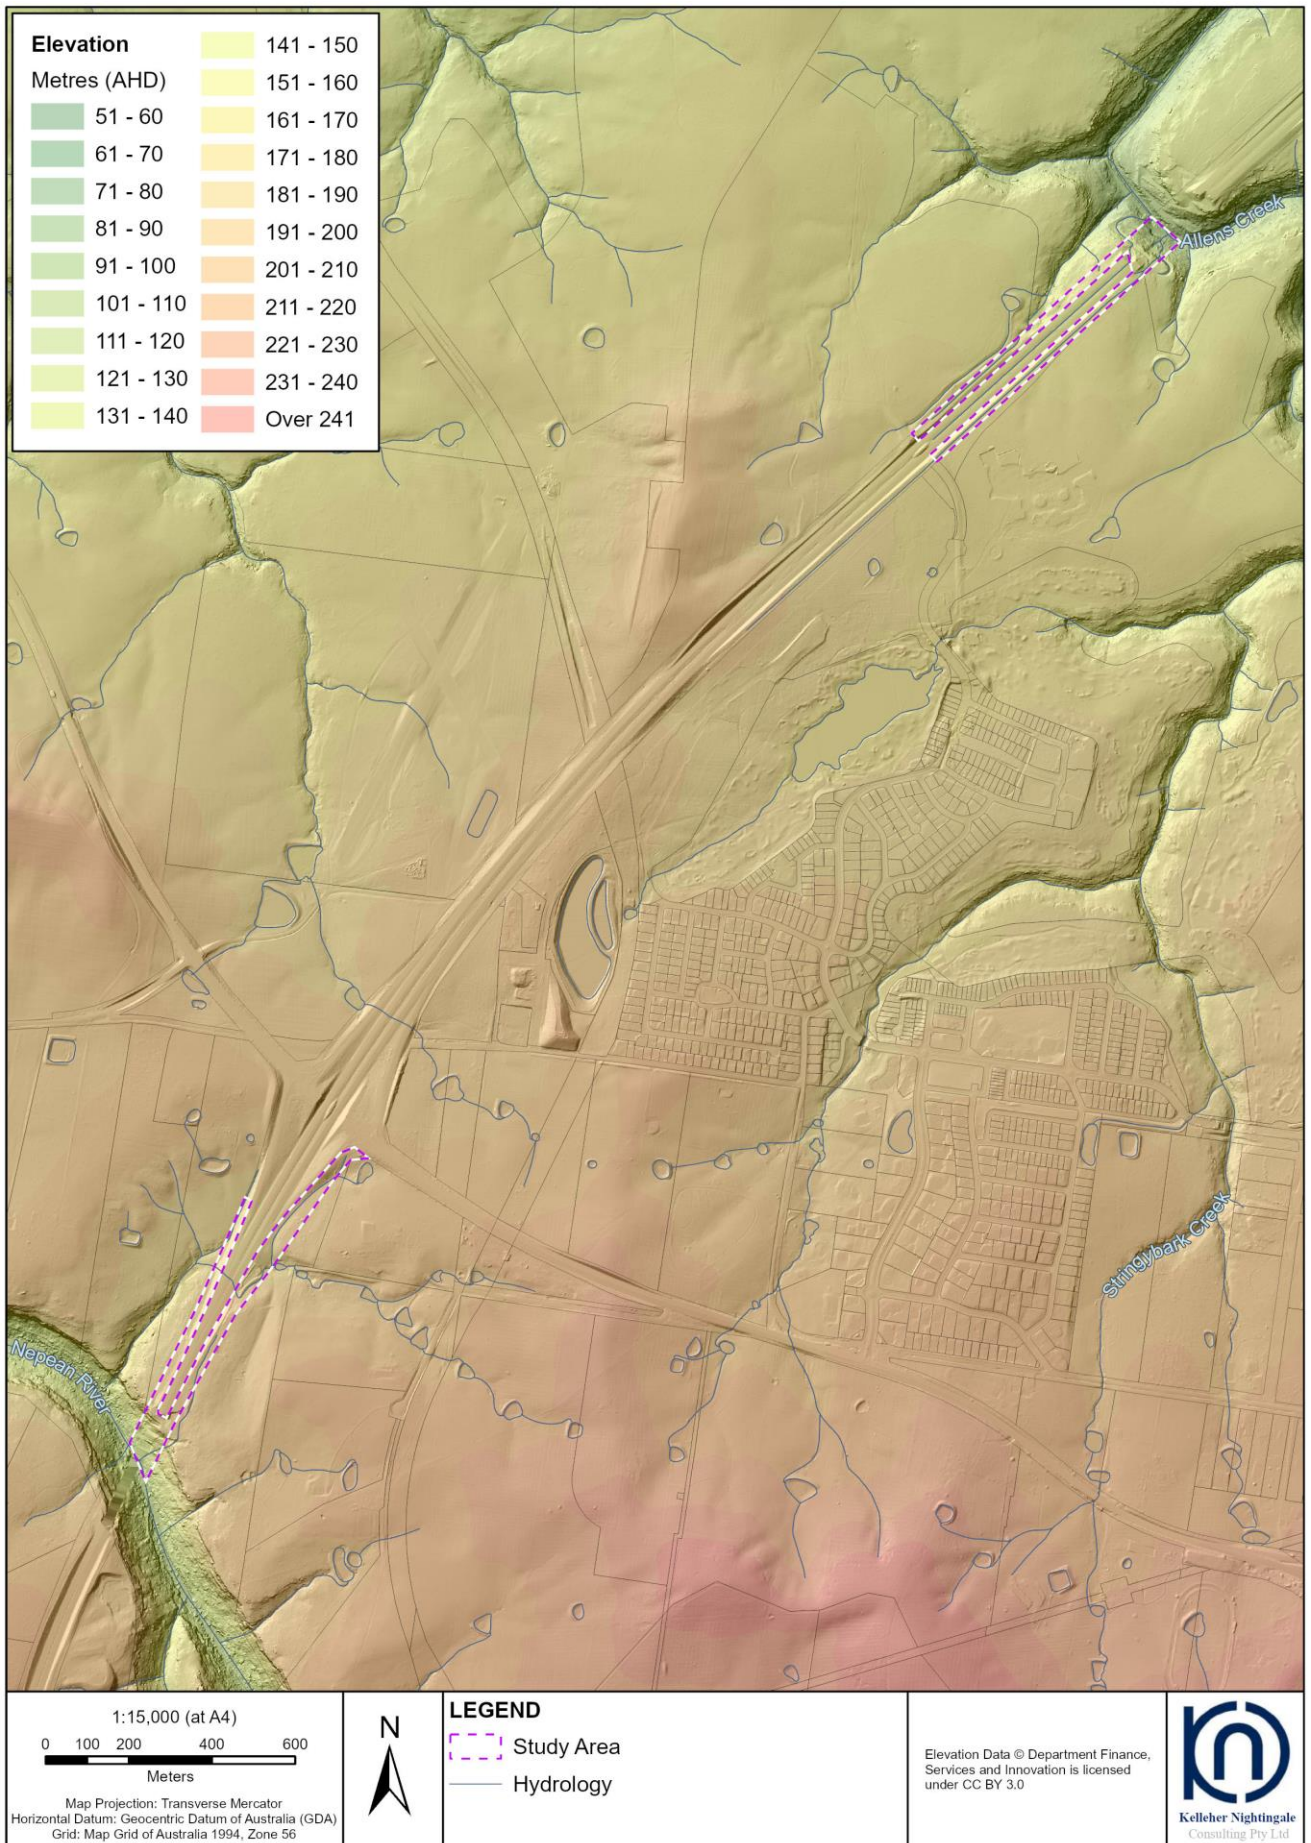 Elevation
Metres (AHD)
51 - 60
61 - 70
71 - 80
81 - 90
91 - 100
101 - 110
111 - 120
121 - 130
131 - 140
141 - 150
151 - 160
161 - 170
171 - 180
181 - 190
191 - 200
201 - 210
211 - 220
221 - 230
231 - 240
Over 241
Allens Creek
Stringybark Creek
Nepean River
1:15,000 (at A4)
0 100 200 400 600
Meters
Map Projection: Transverse Mercator
Horizontal Datum: Geocentric Datum of Australia (GDA)
Grid: Map Grid of Australia 1994, Zone 56
N
LEGEND
Study Area
Hydrology
Elevation Data © Department Finance,
Services and Innovation is licensed
under CC BY 3.0
Kelleher Nightingale
Consulting Pty Ltd